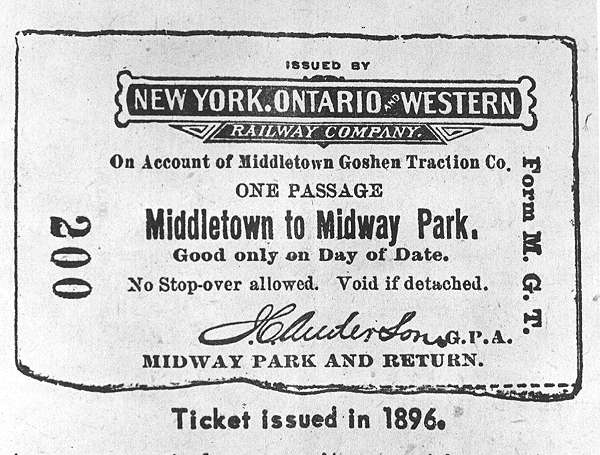 ISSUED BY
NEW YORK. ONTARIO AND WESTERN
RAILWAY COMPANY.
On Account of Middletown Goshen Traction Co.
ONE PASSAGE
Middletown to Midway Park.
Good only on Day of Date.
No Stop-over allowed. Void if detached.
J. C. Anderson. G. P. A.
MIDWAY PARK AND RETURN.
200
Form M. G. T.
Ticket issued in 1896.